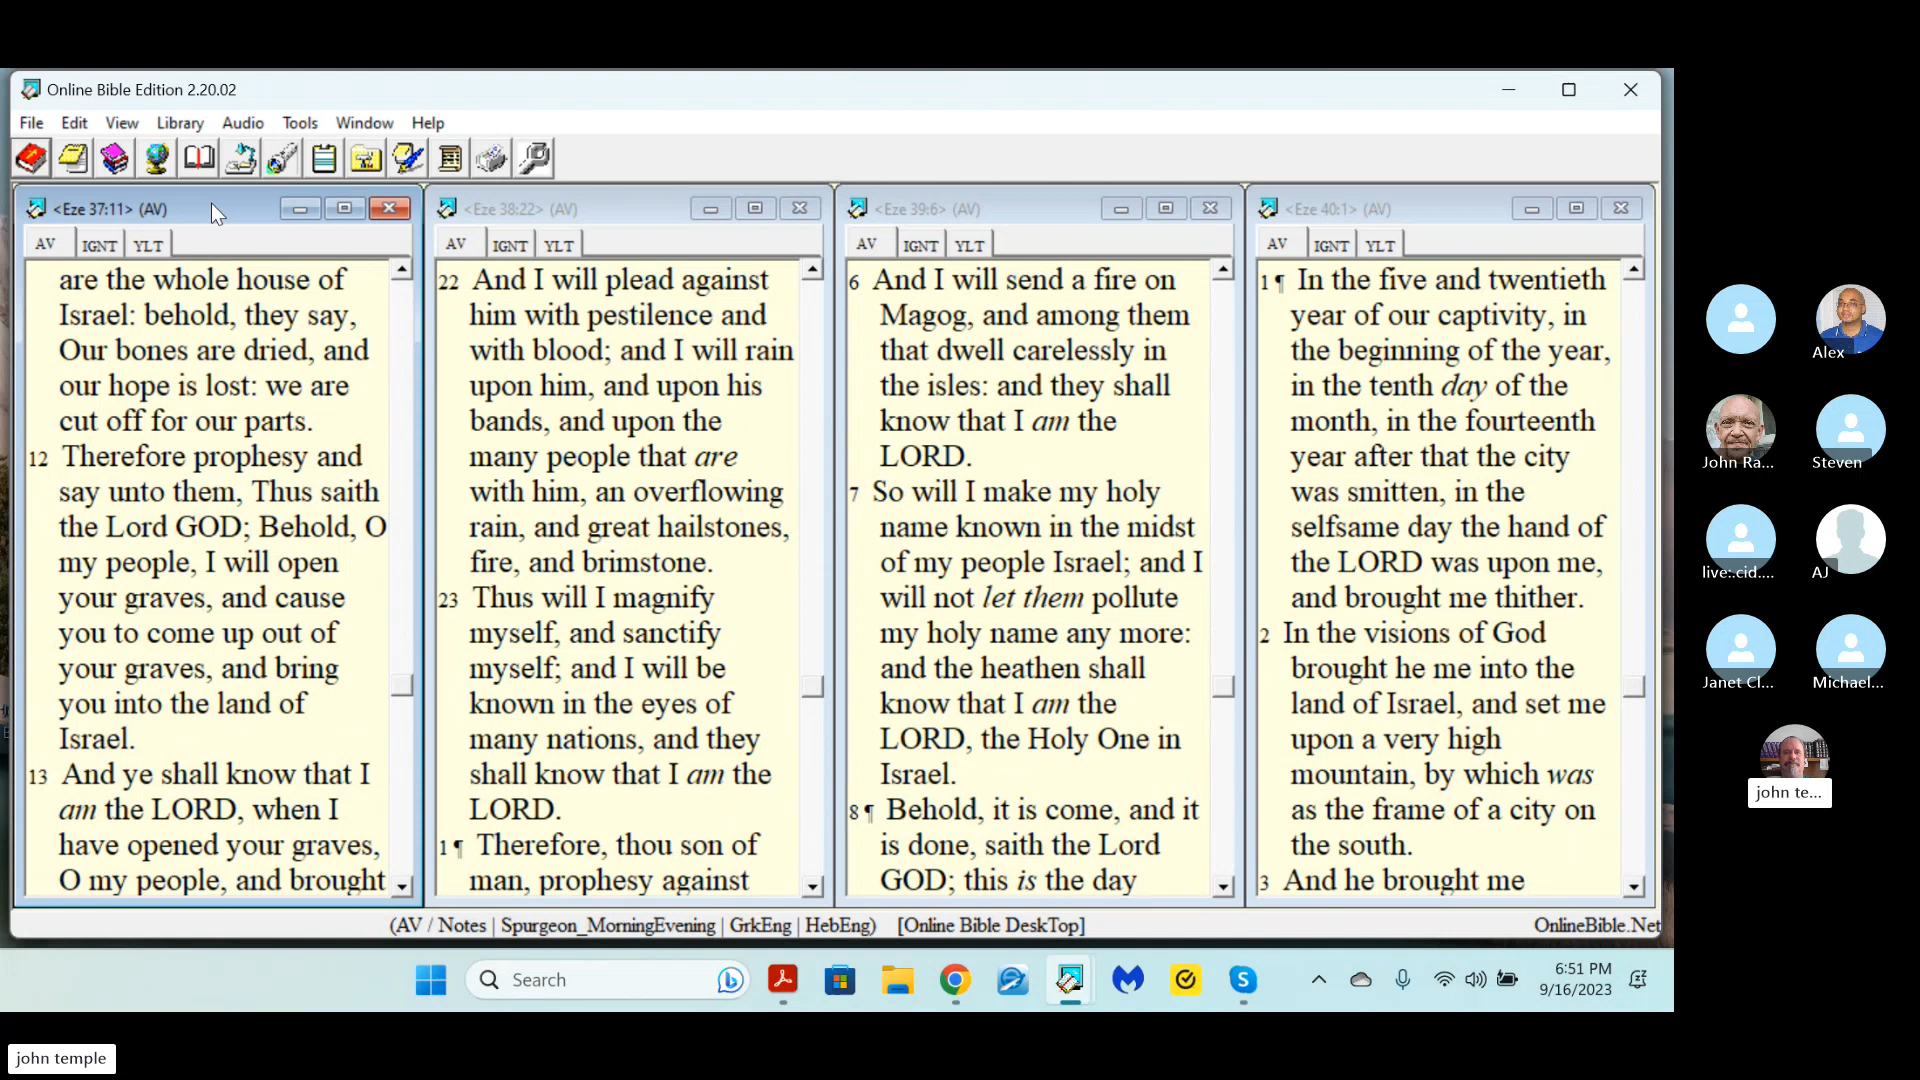 Online Bible Edition 2.20.02
File Edit View Library Audio Tools Window Help
<Eze 37:11> (AV)
AV IGNT YLT
are the whole house of
Israel: behold, they say,
Our bones are dried, and
our hope is lost: we are
cut off for our parts.
12 Therefore prophesy and
say unto them, Thus saith
the Lord GOD; Behold, O
my people, I will open
your graves, and cause
you to come up out of
your graves, and bring
you into the land of
Israel.
13 And ye shall know that I
am the LORD, when I
have opened your graves,
O my people, and brought
<Eze 38:22> (AV)
AV IGNT YLT
22 And I will plead against
him with pestilence and
with blood; and I will rain
upon him, and upon his
bands, and upon the
many people that are
with him, an overflowing
rain, and great hailstones,
fire, and brimstone.
23 Thus will I magnify
myself, and sanctify
myself; and I will be
known in the eyes of
many nations, and they
shall know that I am the
LORD.
1 ¶ Therefore, thou son of
man, prophesy against
<Eze 39:6> (AV)
AV IGNT YLT
6 And I will send a fire on
Magog, and among them
that dwell carelessly in
the isles: and they shall
know that I am the
LORD.
7 So will I make my holy
name known in the midst
of my people Israel; and I
will not let them pollute
my holy name any more:
and the heathen shall
know that I am the
LORD, the Holy One in
Israel.
8 ¶ Behold, it is come, and it
is done, saith the Lord
GOD; this is the day
<Eze 40:1> (AV)
AV IGNT YLT
1 ¶ In the five and twentieth
year of our captivity, in
the beginning of the year,
in the tenth day of the
month, in the fourteenth
year after that the city
was smitten, in the
selfsame day the hand of
the LORD was upon me,
and brought me thither.
2 In the visions of God
brought he me into the
land of Israel, and set me
upon a very high
mountain, by which was
as the frame of a city on
the south.
3 And he brought me
(AV / Notes | Spurgeon_MorningEvening | GrkEng | HebEng) [Online Bible DeskTop] OnlineBible.Net
Search
6:51 PM
9/16/2023
Alex
John Ra...
Steven
live:.cid....
AJ
Janet Cl...
Michael...
john te...
john temple